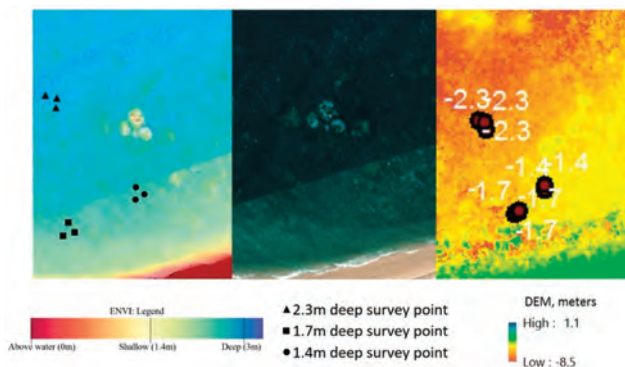 -2.3
-2.3
-2.3
-1.4
-1.4
-1.7
-1.7
-1.7
ENVI: Legend
Above water (0m)
Shallow (1.4m)
Deep (3m)
2.3m deep survey point
1.7m deep survey point
1.4m deep survey point
DEM, meters
High : 1.1
Low : -8.5